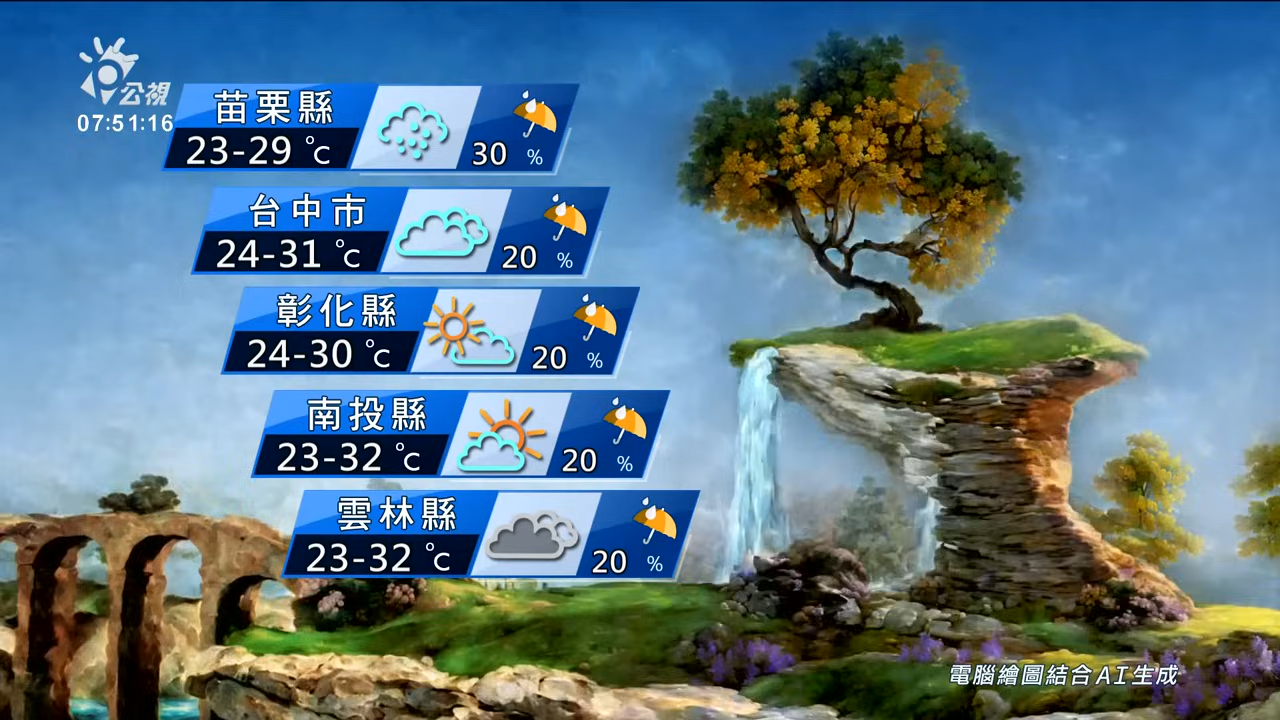 公視
07:51:16
苗栗縣
23-29 ℃
30 %
台中市
24-31 ℃
20 %
彰化縣
24-30 ℃
20 %
南投縣
23-32 ℃
20 %
雲林縣
23-32 ℃
20 %
電腦繪圖結合AI生成